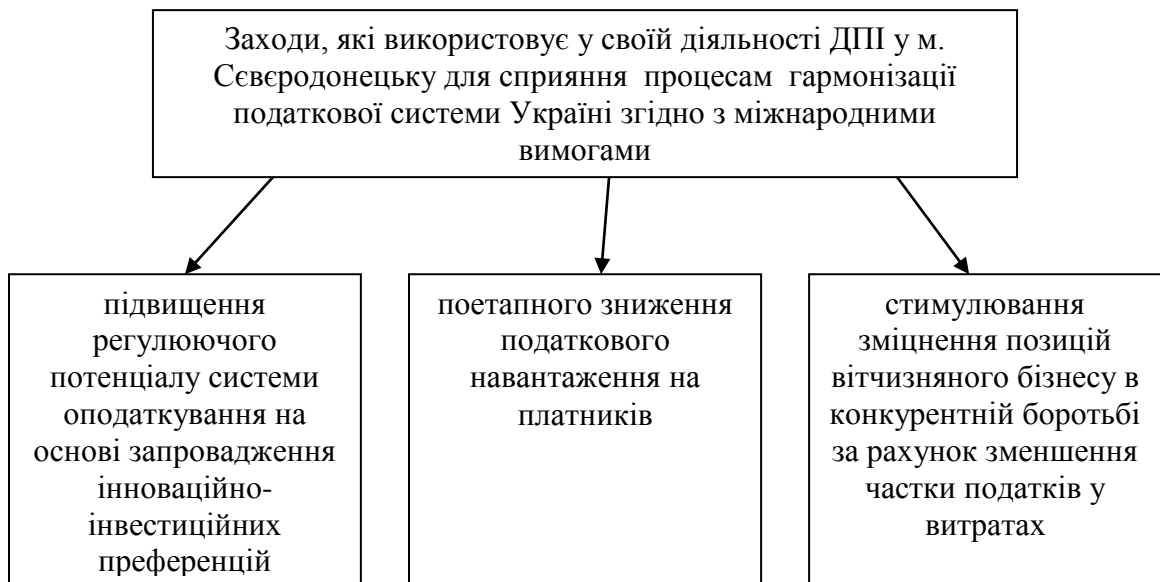 Заходи, які використовує у своїй діяльності ДПІ у м.
Сєвєродонецьку для сприяння процесам гармонізації
податкової системи Україні згідно з міжнародними
вимогами
підвищення
регулюючого
потенціалу системи
оподаткування на
основі запровадження
інноваційно-
інвестиційних
преференцій
поетапного зниження
податкового
навантаження на
платників
стимулювання
зміцнення позицій
вітчизняного бізнесу в
конкурентній боротьбі
за рахунок зменшення
частки податків у
витратах